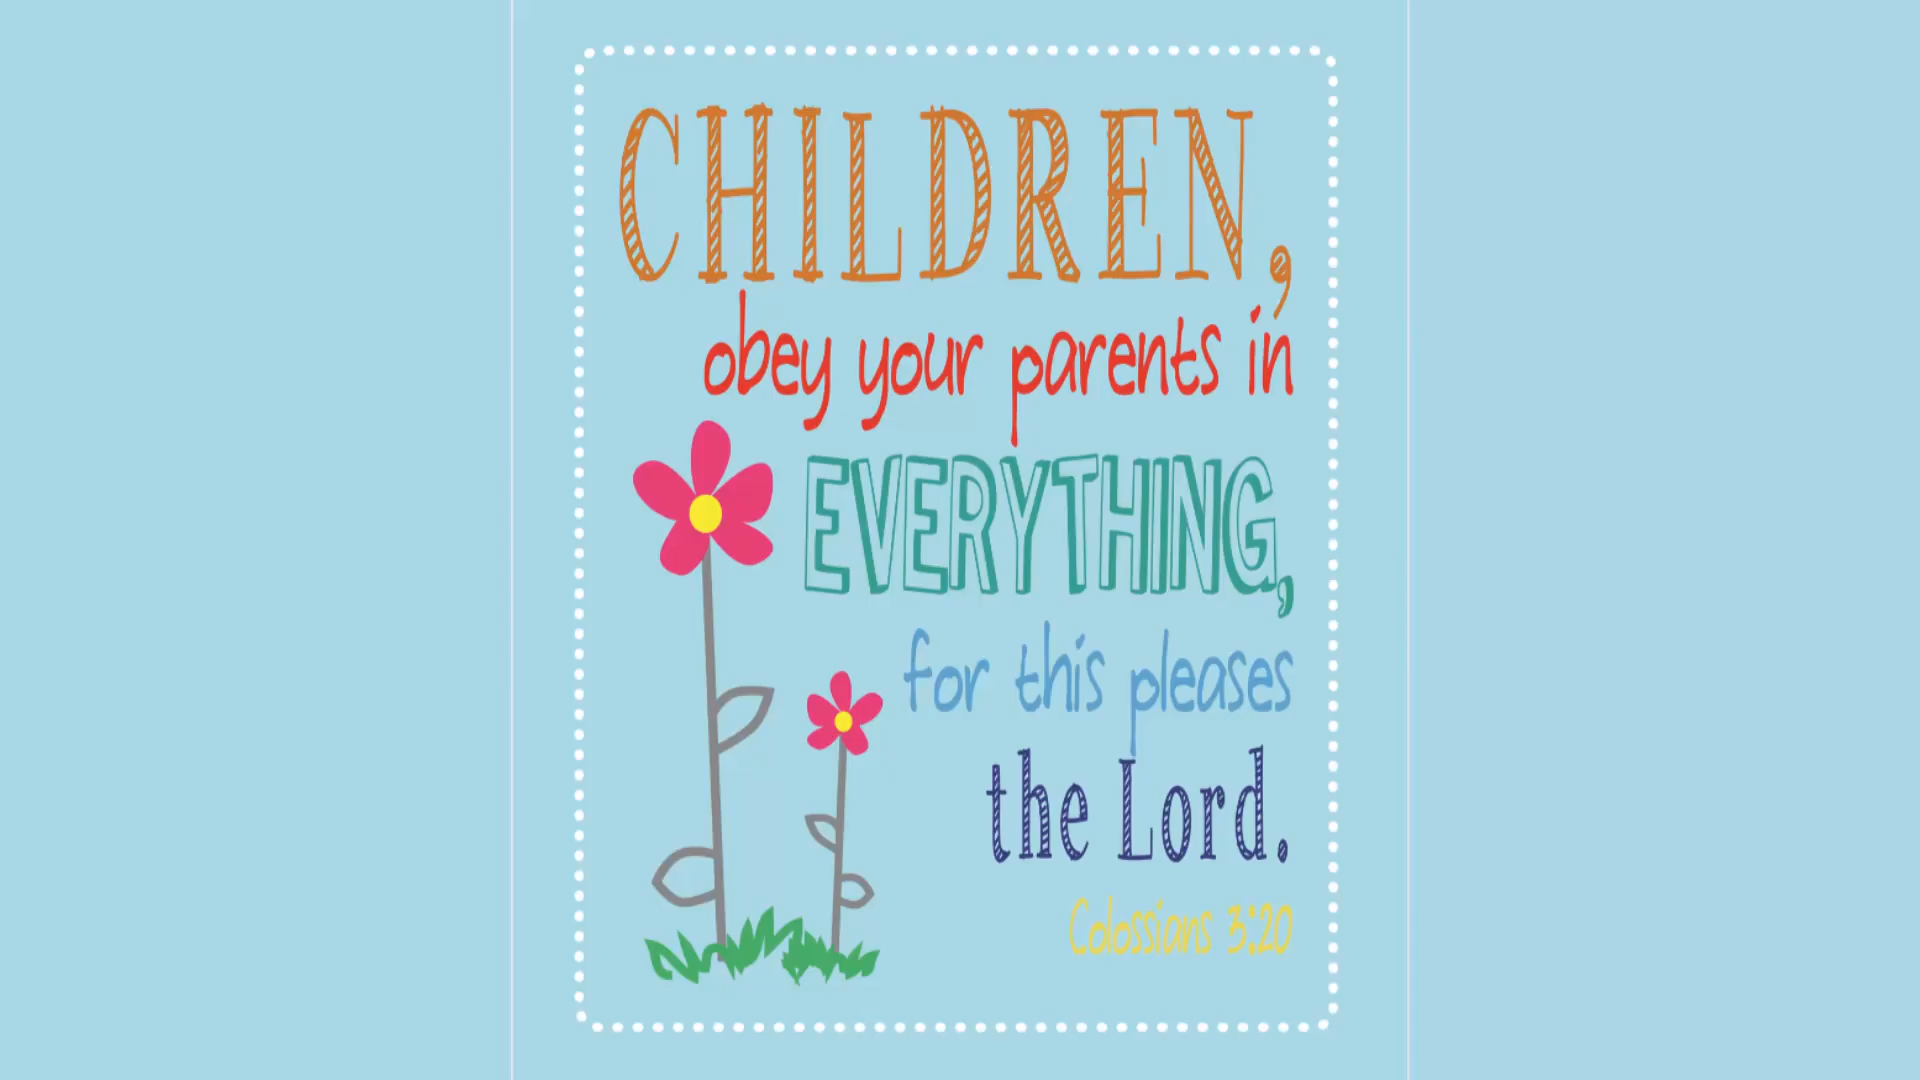 CHILDREN,
obey your parents in
EVERYTHING,
for this pleases
the Lord.
Colossians 3:20